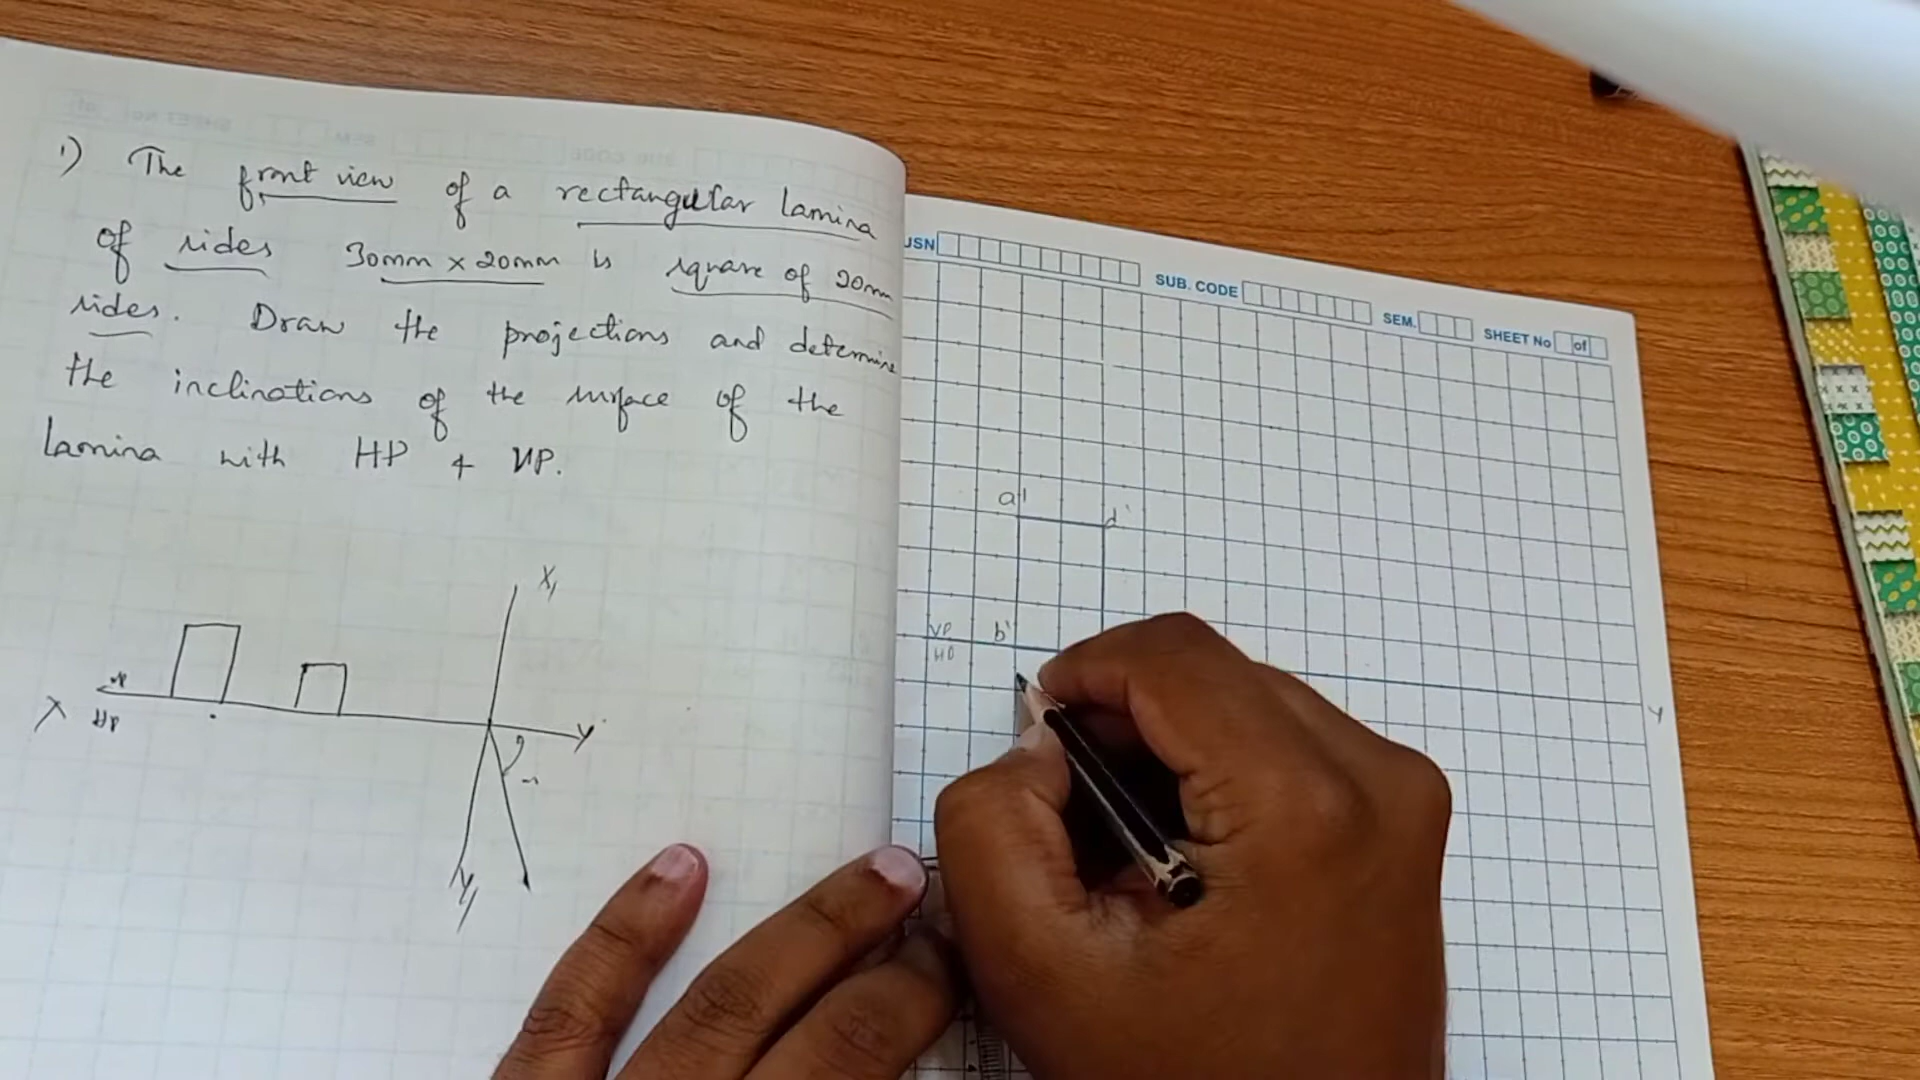 1) The front view of a rectangular lamina
of sides 30mm x 20mm is square of 20mm
sides. Draw the projections and determine
the inclinations of the surface of the
lamina with HP & VP.
X1
X
HP
Y
Y1
USN
SUB. CODE
SEM.
SHEET No of
a'
d'
VP
b'
HP
Y